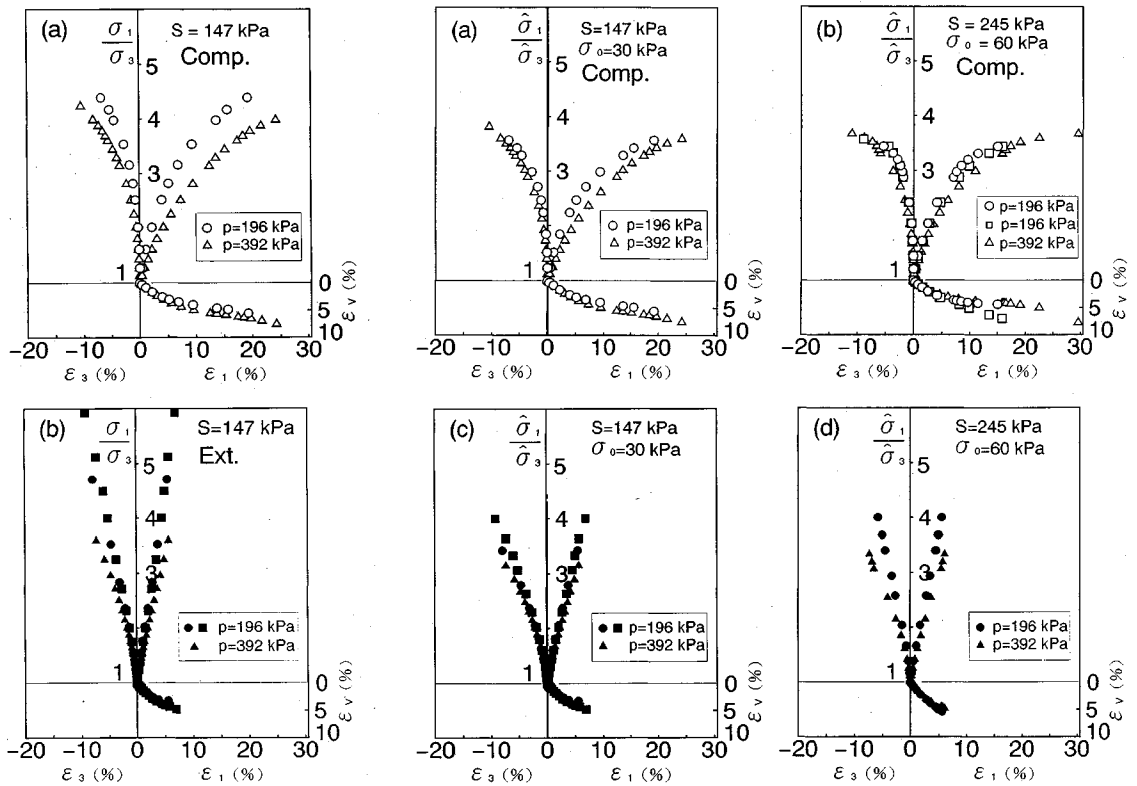 (a) σ₁/σ₃ S = 147 kPa
Comp.
5
4
3
1
○ p=196 kPa
△ p=392 kPa
0
5
10
ε_v (%)
-20 -10 0 10 20 30
ε₃ (%) ε₁ (%)
(a) σ̂₁/σ̂₃ S=147 kPa
σ₀=30 kPa
Comp.
5
4
3
1
○ p=196 kPa
△ p=392 kPa
0
5
10
ε_v (%)
-20 -10 0 10 20 30
ε₃ (%) ε₁ (%)
(b) σ̂₁/σ̂₃ S = 245 kPa
σ₀ = 60 kPa
Comp.
5
4
3
1
○ p=196 kPa
□ p=196 kPa
△ p=392 kPa
0
5
10
ε_v (%)
-20 -10 0 10 20 30
ε₃ (%) ε₁ (%)
(b) σ₁/σ₃ S=147 kPa
Ext.
5
4
3
1
● ■ p=196 kPa
▲ p=392 kPa
0
5
10
ε_v (%)
-20 -10 0 10 20 30
ε₃ (%) ε₁ (%)
(c) σ̂₁/σ̂₃ S=147 kPa
σ₀=30 kPa
5
4
3
1
● ■ p=196 kPa
▲ p=392 kPa
0
5
10
ε_v (%)
-20 -10 0 10 20 30
ε₃ (%) ε₁ (%)
(d) σ̂₁/σ̂₃ S=245 kPa
σ₀=60 kPa
5
4
3
1
● p=196 kPa
▲ p=392 kPa
0
5
10
ε_v (%)
-20 -10 0 10 20 30
ε₃ (%) ε₁ (%)